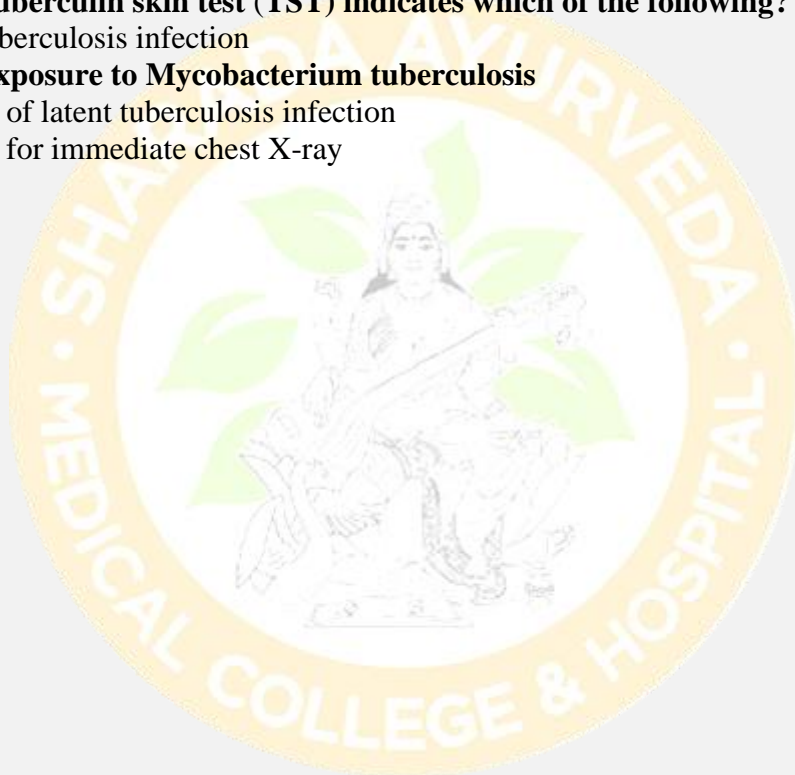 uberculin skin test (TST) indicates which of the following?
berculosis infection
xposure to Mycobacterium tuberculosis
of latent tuberculosis infection
for immediate chest X-ray
SHARADA AYURVEDA
MEDICAL COLLEGE & HOSPITAL